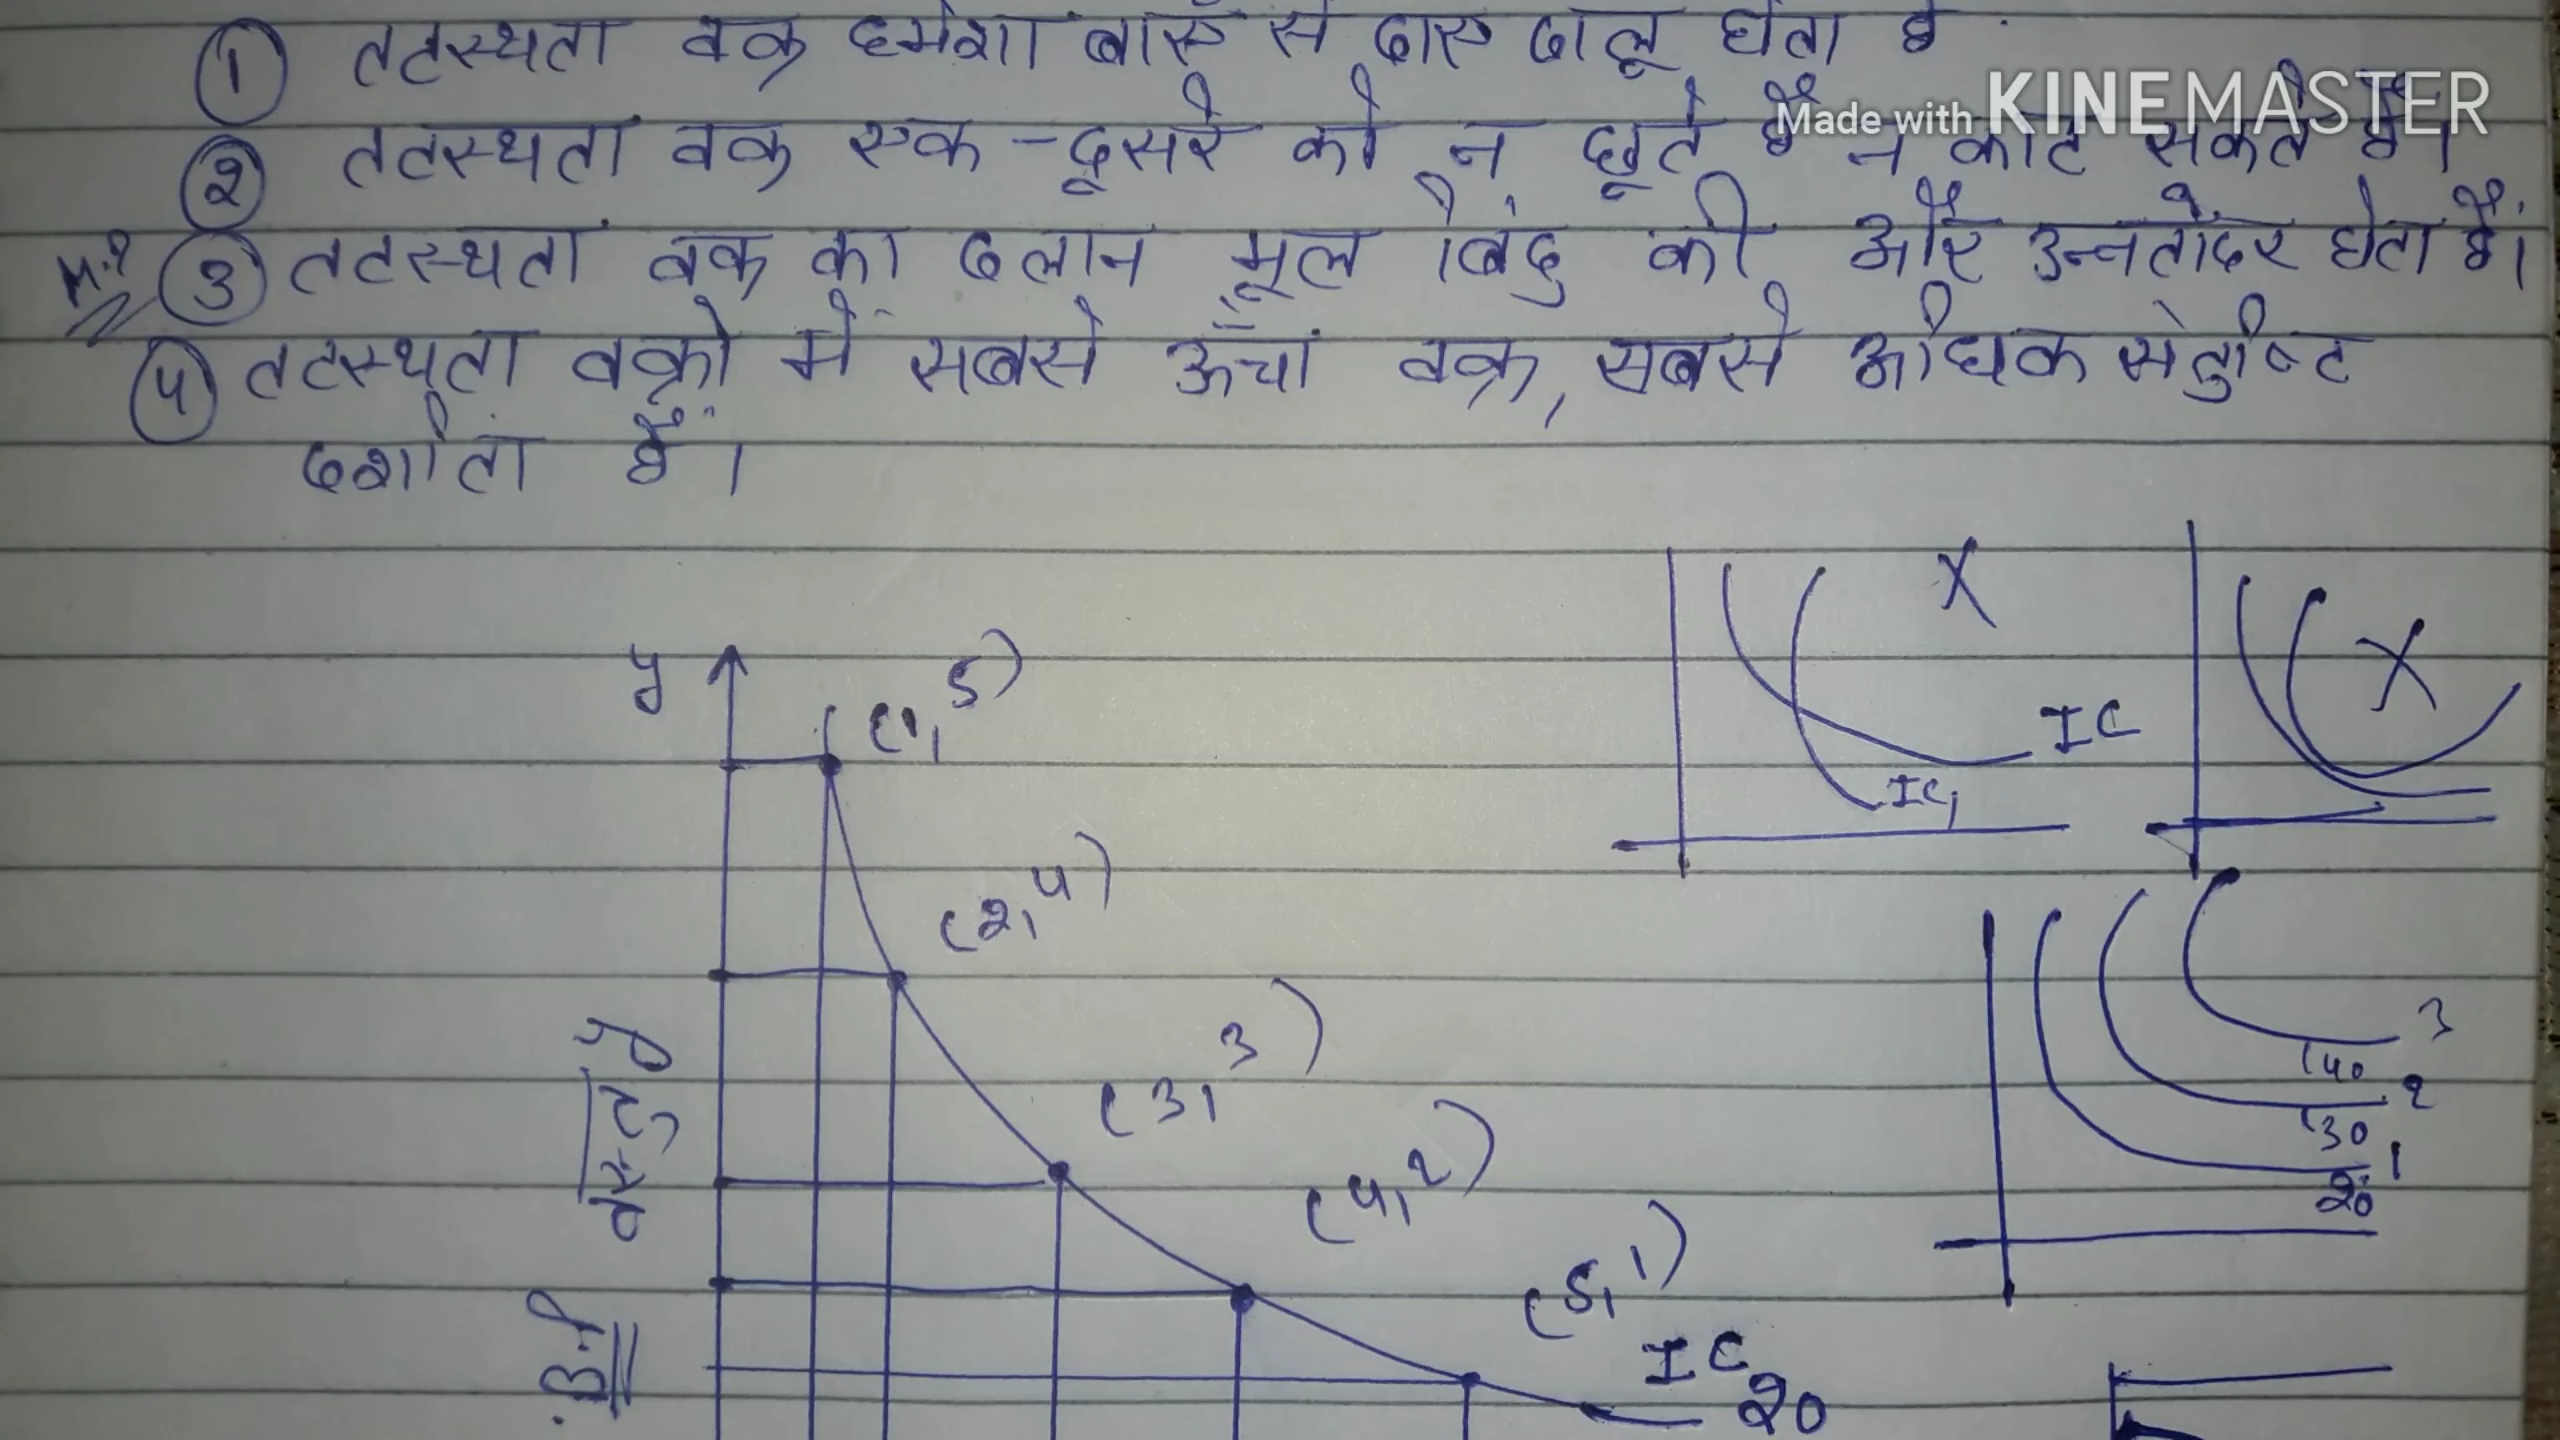 ① तटस्थता वक्र हमेशा बाएँ से दाए ढालू होता है
Made with KINEMASTER
② तटस्थता वक्र एक-दूसरे को न छूते है न काट सकते है।
③ तटस्थता वक्र का ढलान मूल बिंदु की और उन्नतोदर होता है।
④ तटस्थता वक्रो में सबसे ऊँचा वक्र, सबसे अधिक संतुष्टि
दर्शाता है।
y
(1,5)
(2,4)
(3,3)
(4,2)
(5,1)
IC
20
वस्तु y
X
IC
IC1
X
3
40
2
30
1
20